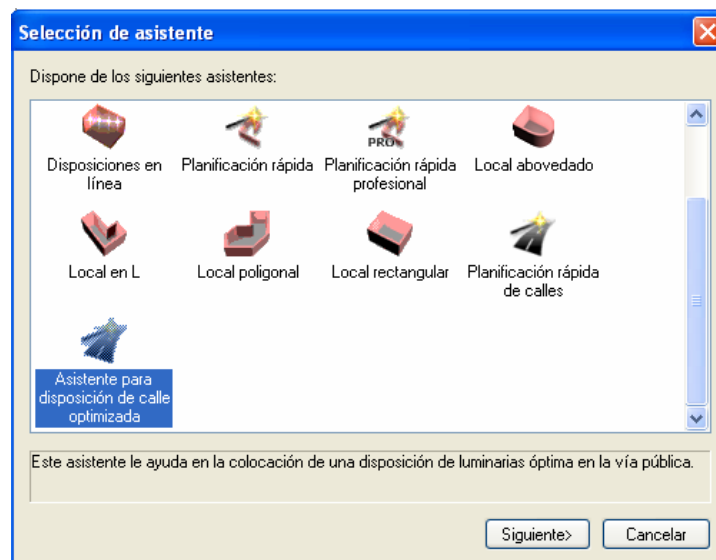 Selección de asistente
Dispone de los siguientes asistentes:
Disposiciones en
línea
Planificación rápida
PRO
Planificación rápida
profesional
Local abovedado
Local en L
Local poligonal
Local rectangular
Planificación rápida
de calles
Asistente para
disposición de calle
optimizada
Este asistente le ayuda en la colocación de una disposición de luminarias óptima en la vía pública.
Siguiente>
Cancelar